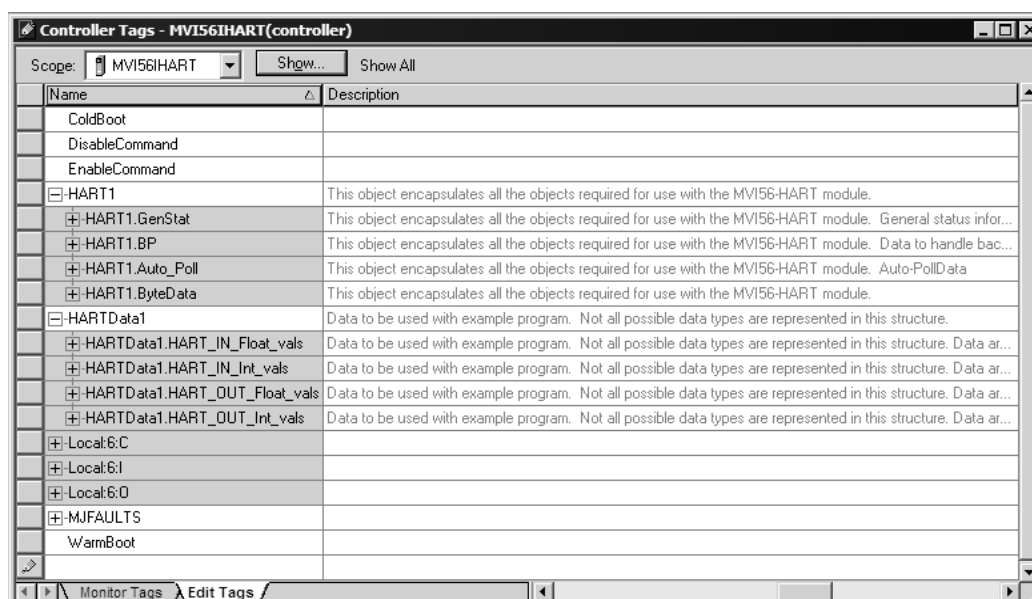 Controller Tags - MVI56IHART(controller)
Scope: MVI56IHART Show... Show All
Name Description
ColdBoot
DisableCommand
EnableCommand
HART1 This object encapsulates all the objects required for use with the MVI56-HART module.
HART1.GenStat This object encapsulates all the objects required for use with the MVI56-HART module. General status infor...
HART1.BP This object encapsulates all the objects required for use with the MVI56-HART module. Data to handle bac...
HART1.Auto_Poll This object encapsulates all the objects required for use with the MVI56-HART module. Auto-PollData
HART1.ByteData This object encapsulates all the objects required for use with the MVI56-HART module.
HARTData1 Data to be used with example program. Not all possible data types are represented in this structure.
HARTData1.HART_IN_Float_vals Data to be used with example program. Not all possible data types are represented in this structure. Data ar...
HARTData1.HART_IN_Int_vals Data to be used with example program. Not all possible data types are represented in this structure. Data ar...
HARTData1.HART_OUT_Float_vals Data to be used with example program. Not all possible data types are represented in this structure. Data ar...
HARTData1.HART_OUT_Int_vals Data to be used with example program. Not all possible data types are represented in this structure. Data ar...
Local:6:C
Local:6:I
Local:6:O
MJFAULTS
WarmBoot
Monitor Tags Edit Tags